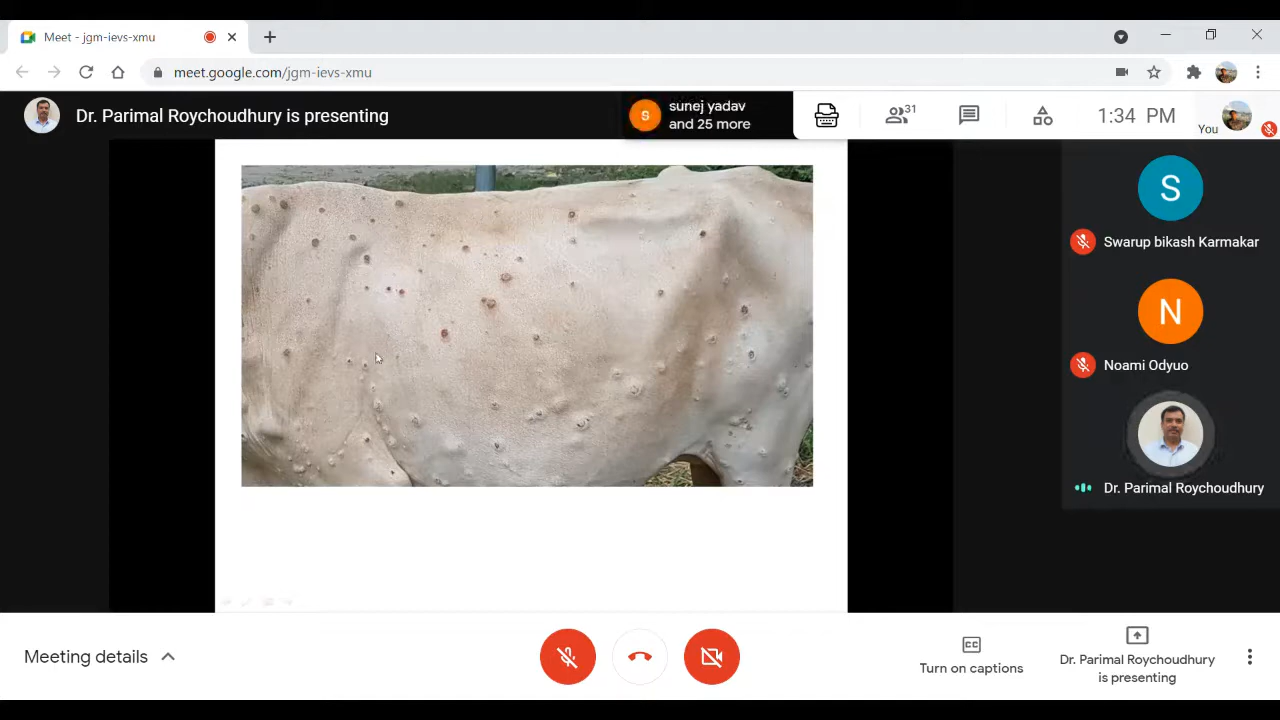 Meet - jgm-ievs-xmu
meet.google.com/jgm-ievs-xmu
Dr. Parimal Roychoudhury is presenting
S
sunej yadav
and 25 more
31
1:34 PM
You
S
Swarup bikash Karmakar
N
Noami Odyuo
Dr. Parimal Roychoudhury
Meeting details
CC
Turn on captions
Dr. Parimal Roychoudhury
is presenting